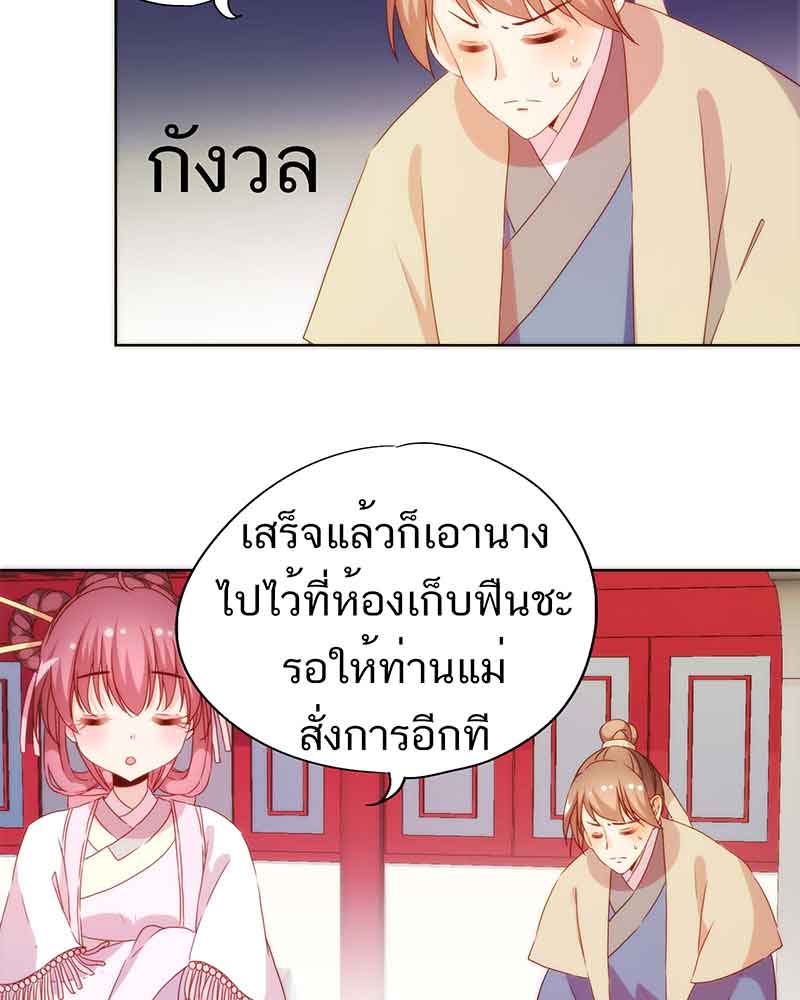 กังวล
เสร็จแล้วก็เอานาง
ไปไว้ที่ห้องเก็บฟืนซะ
รอให้ท่านแม่
สั่งการอีกที